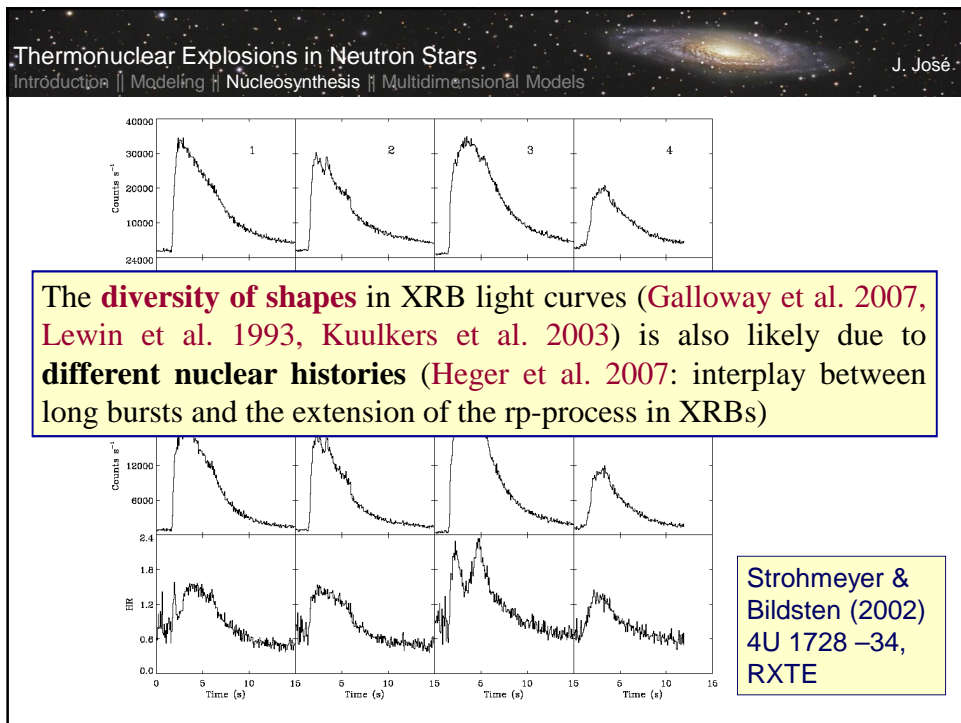 Thermonuclear Explosions in Neutron Stars
J. José
Introduction || Modeling || Nucleosynthesis || Multidimensional Models
40000
30000
20000
10000
24000
Counts s⁻¹
1
2
3
4
The diversity of shapes in XRB light curves (Galloway et al. 2007,
Lewin et al. 1993, Kuulkers et al. 2003) is also likely due to
different nuclear histories (Heger et al. 2007: interplay between
long bursts and the extension of the rp-process in XRBs)
12000
6000
Counts s⁻¹
2.4
1.8
1.2
0.6
0.0
HR
0 5 10 15 5 10 15 5 10 15 5 10 15
Time (s) Time (s) Time (s) Time (s)
Strohmeyer &
Bildsten (2002)
4U 1728 –34,
RXTE